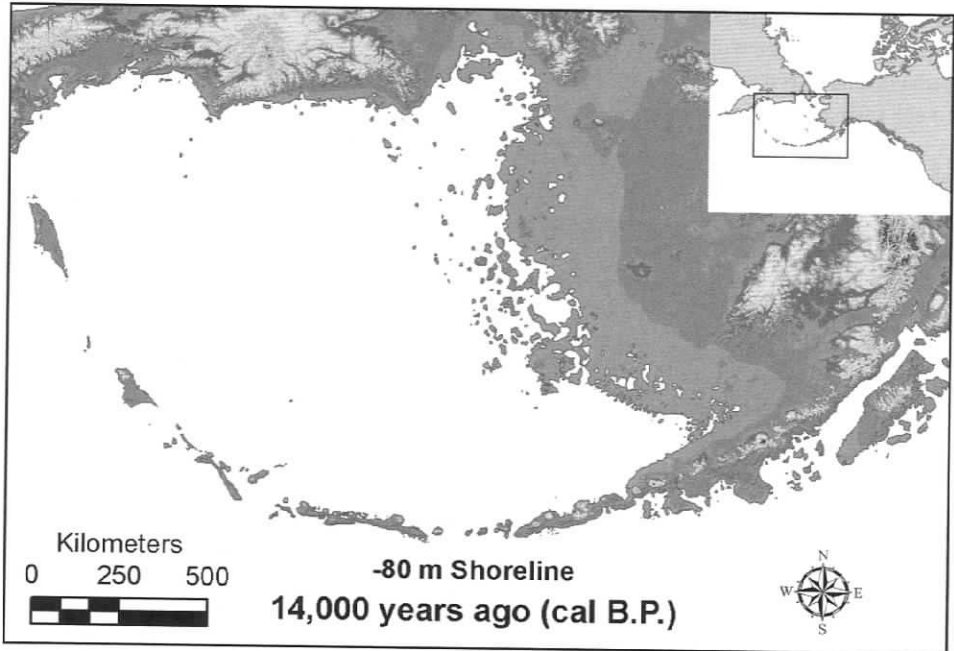 Kilometers
0 250 500
-80 m Shoreline
14,000 years ago (cal B.P.)
N
W E
S